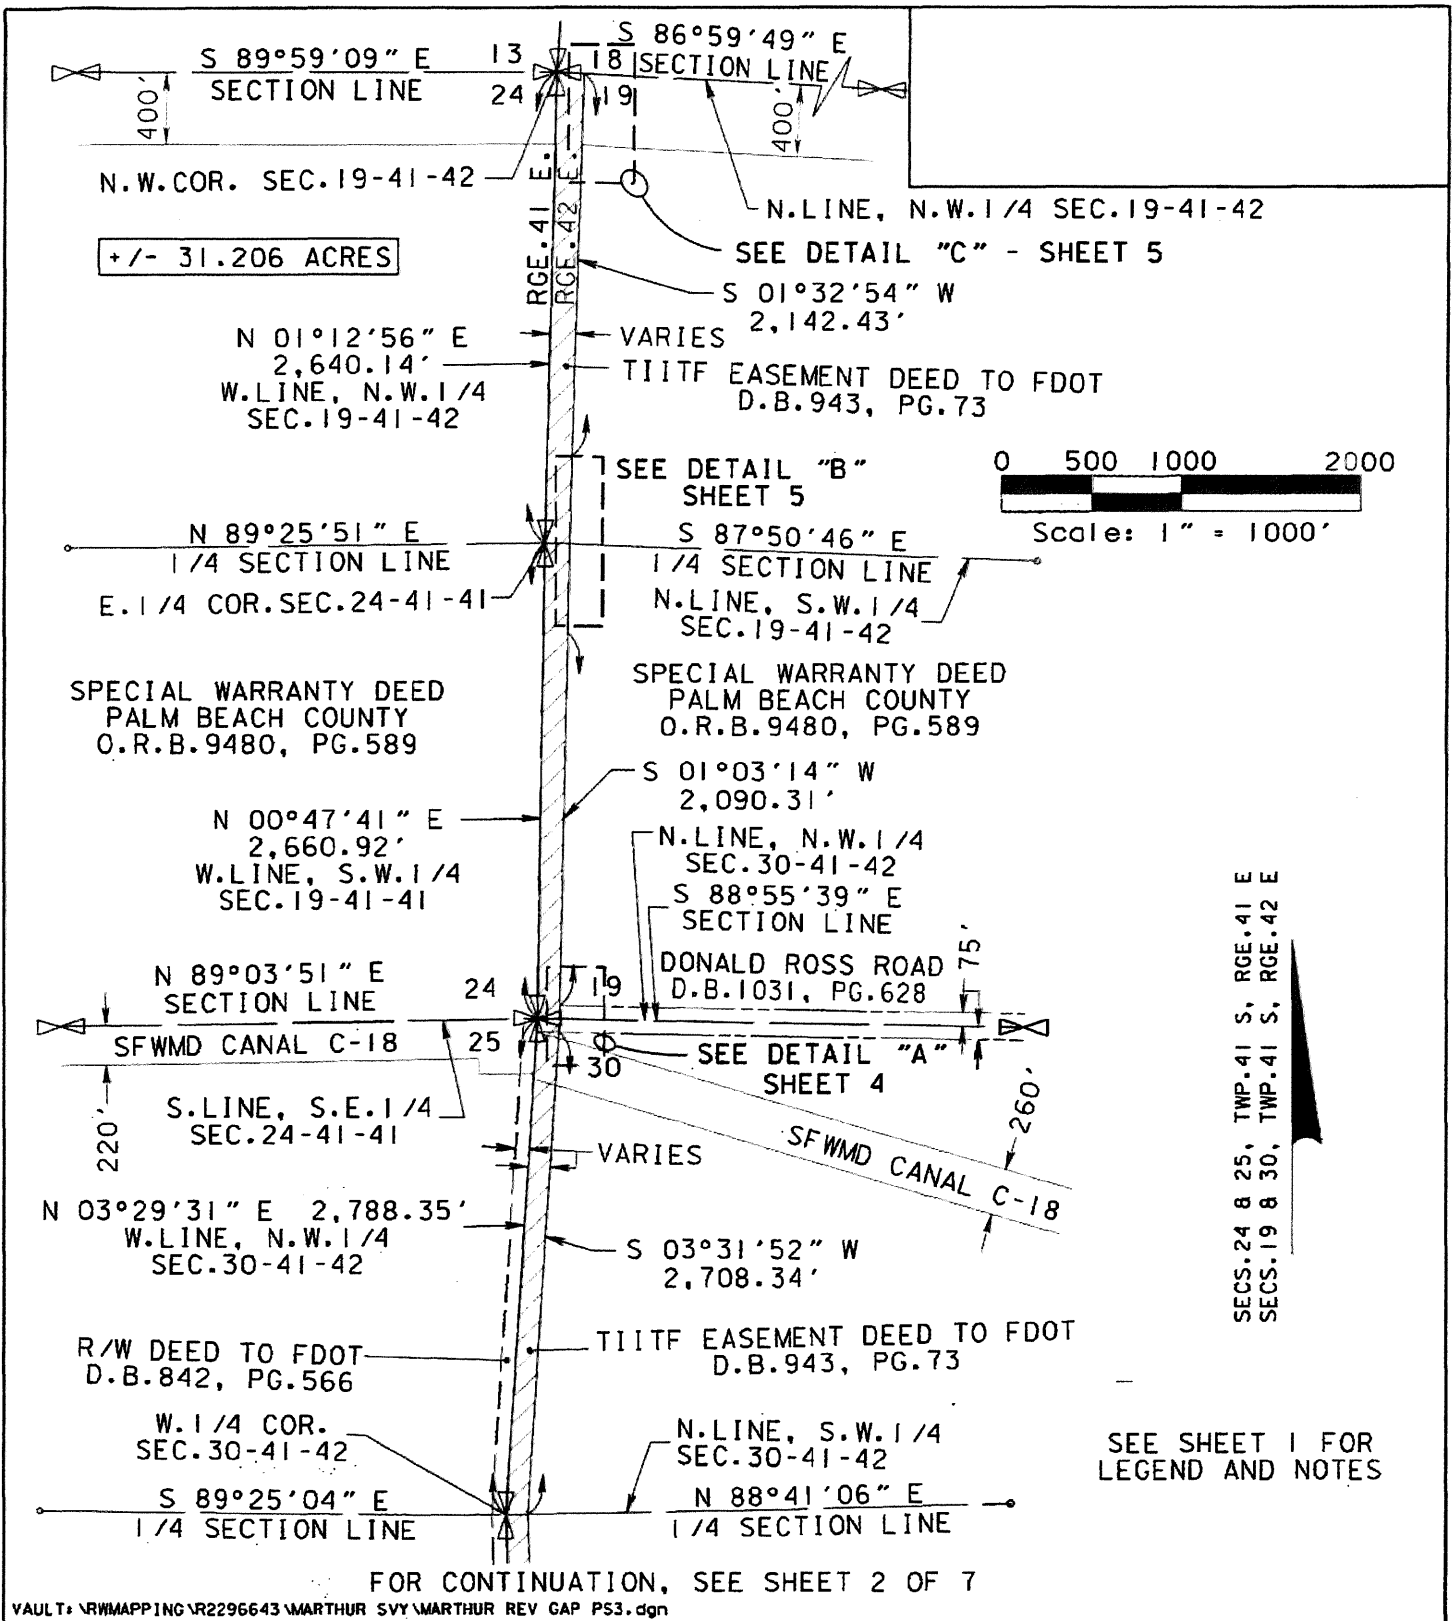 S 89°59'09" E
SECTION LINE
13
18
24
19
S 86°59'49" E
SECTION LINE
400'
400'
N.W.COR. SEC.19-41-42
RGE.41 E.
RGE.42 E.
N.LINE, N.W.1/4 SEC.19-41-42
+/- 31.206 ACRES
SEE DETAIL "C" - SHEET 5
S 01°32'54" W
2,142.43'
N 01°12'56" E
2,640.14'
W.LINE, N.W.1/4
SEC.19-41-42
VARIES
TIITF EASEMENT DEED TO FDOT
D.B.943, PG.73
SEE DETAIL "B"
SHEET 5
0 500 1000 2000
Scale: 1" = 1000'
N 89°25'51" E
1/4 SECTION LINE
S 87°50'46" E
1/4 SECTION LINE
E.1/4 COR.SEC.24-41-41
N.LINE, S.W.1/4
SEC.19-41-42
SPECIAL WARRANTY DEED
PALM BEACH COUNTY
O.R.B.9480, PG.589
SPECIAL WARRANTY DEED
PALM BEACH COUNTY
O.R.B.9480, PG.589
S 01°03'14" W
2,090.31'
N 00°47'41" E
2,660.92'
W.LINE, S.W.1/4
SEC.19-41-41
N.LINE, N.W.1/4
SEC.30-41-42
S 88°55'39" E
SECTION LINE
N 89°03'51" E
SECTION LINE
24
19
25
30
DONALD ROSS ROAD
D.B.1031, PG.628
75'
SFWMD CANAL C-18
SEE DETAIL "A"
SHEET 4
S.LINE, S.E.1/4
SEC.24-41-41
220'
260'
SFWMD CANAL C-18
VARIES
N 03°29'31" E 2,788.35'
W.LINE, N.W.1/4
SEC.30-41-42
S 03°31'52" W
2,708.34'
SECS.24 & 25, TWP.41 S, RGE.41 E
SECS.19 & 30, TWP.41 S, RGE.42 E
R/W DEED TO FDOT
D.B.842, PG.566
TIITF EASEMENT DEED TO FDOT
D.B.943, PG.73
W.1/4 COR.
SEC.30-41-42
N.LINE, S.W.1/4
SEC.30-41-42
SEE SHEET 1 FOR
LEGEND AND NOTES
S 89°25'04" E
1/4 SECTION LINE
N 88°41'06" E
1/4 SECTION LINE
FOR CONTINUATION, SEE SHEET 2 OF 7
VAULT: \RWMAPPING\R2296643\MARTHUR SVY\MARTHUR REV GAP PS3.dgn